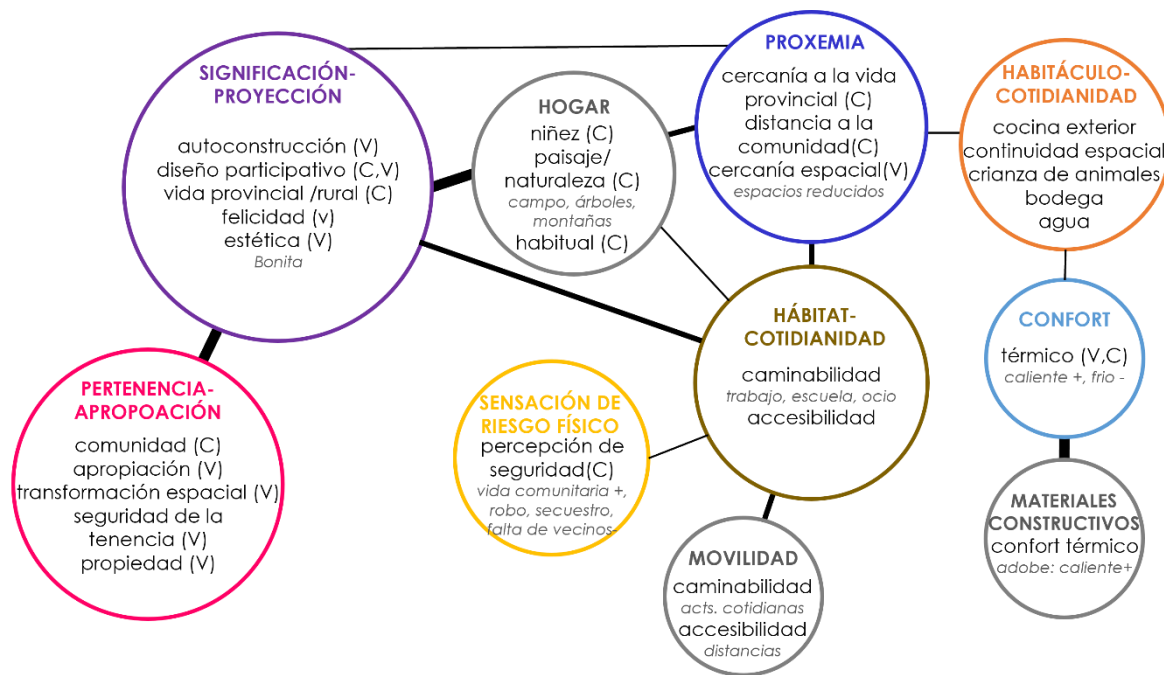 SIGNIFICACIÓN-
PROYECCIÓN
autoconstrucción (V)
diseño participativo (C,V)
vida provincial /rural (C)
felicidad (v)
estética (V)
Bonita
HOGAR
niñez (C)
paisaje/
naturaleza (C)
campo, árboles,
montañas
habitual (C)
PROXEMIA
cercanía a la vida
provincial (C)
distancia a la
comunidad(C)
cercanía espacial(V)
espacios reducidos
HABITÁCULO-
COTIDIANIDAD
cocina exterior
continuidad espacial
crianza de animales
bodega
agua
PERTENENCIA-
APROPOACIÓN
comunidad (C)
apropiación (V)
transformación espacial (V)
seguridad de la
tenencia (V)
propiedad (V)
SENSACIÓN DE
RIESGO FÍSICO
percepción de
seguridad(C)
vida comunitaria +,
robo, secuestro,
falta de vecinos-
HÁBITAT-
COTIDIANIDAD
caminabilidad
trabajo, escuela, ocio
accesibilidad
CONFORT
térmico (V,C)
caliente +, frio -
MOVILIDAD
caminabilidad
acts. cotidianas
accesibilidad
distancias
MATERIALES
CONSTRUCTIVOS
confort térmico
adobe: caliente+